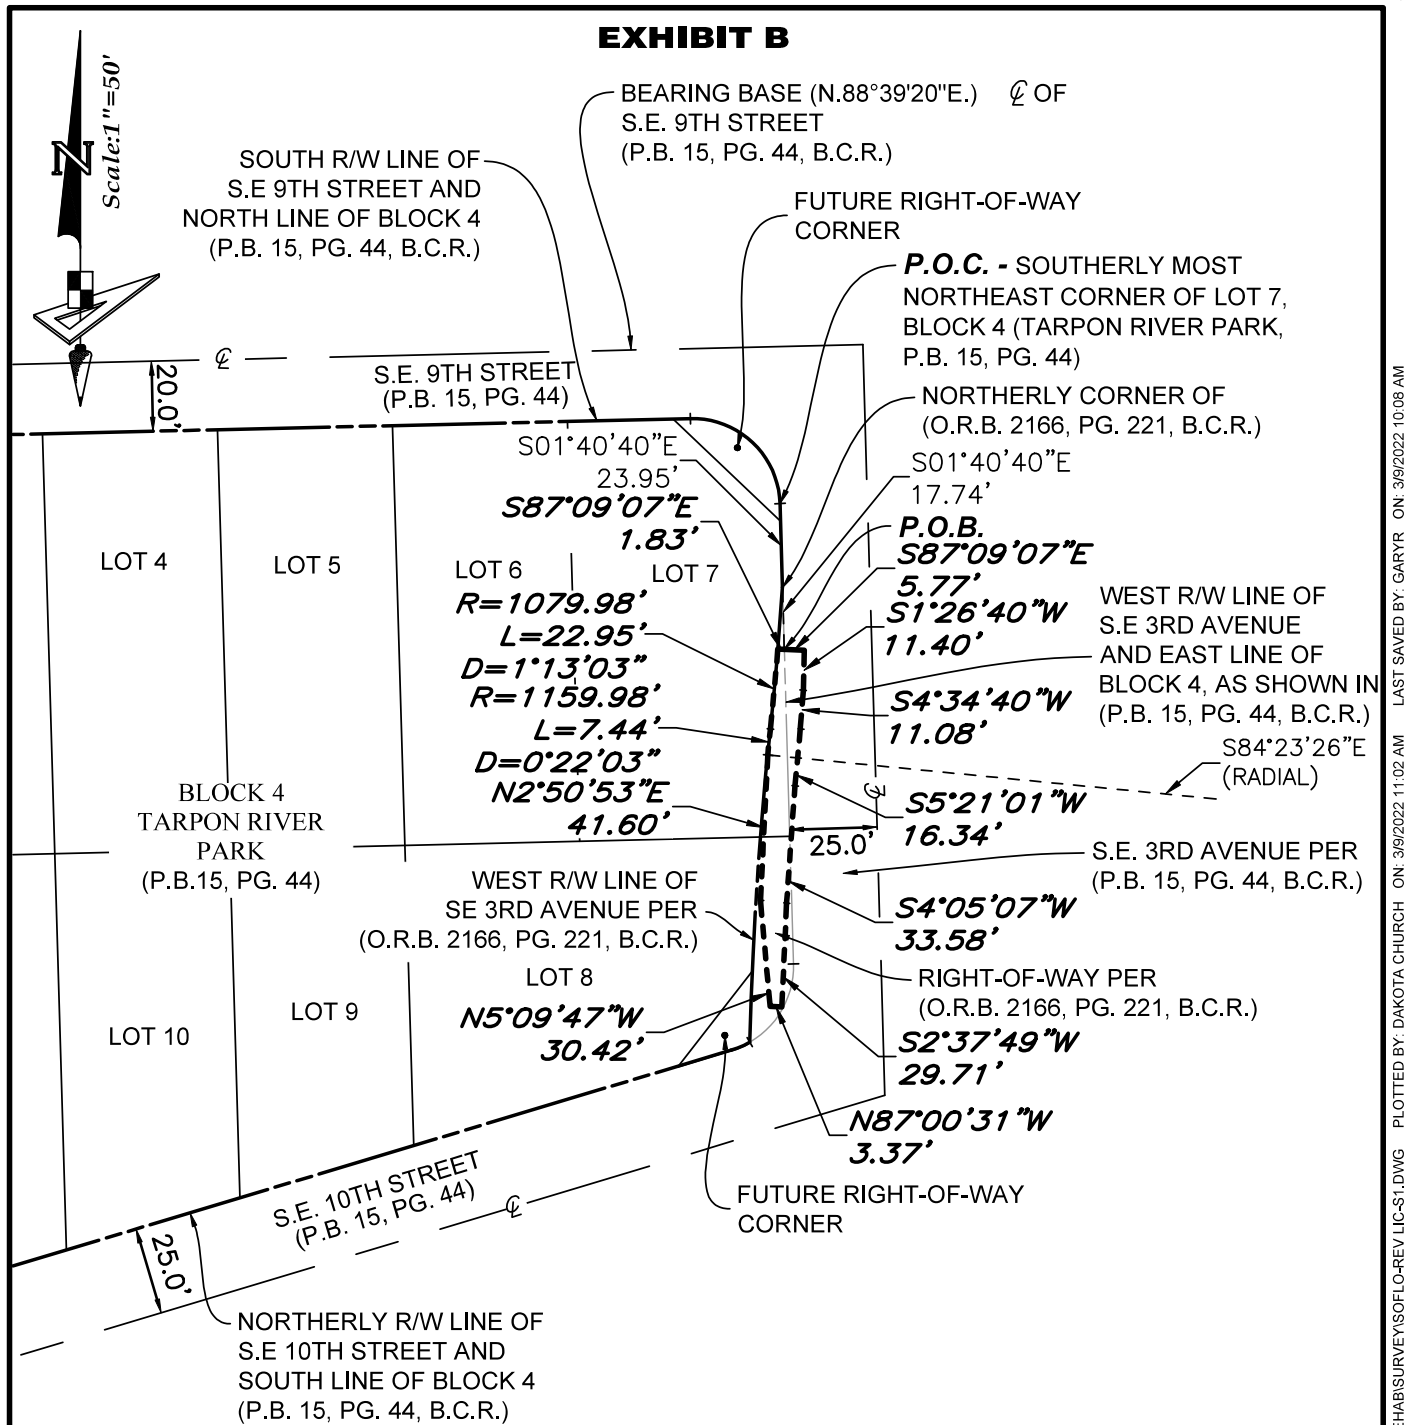 EXHIBIT B
N
Scale:1"=50'
BEARING BASE (N.88°39'20"E.) ℄ OF
S.E. 9TH STREET
(P.B. 15, PG. 44, B.C.R.)
SOUTH R/W LINE OF
S.E 9TH STREET AND
NORTH LINE OF BLOCK 4
(P.B. 15, PG. 44, B.C.R.)
FUTURE RIGHT-OF-WAY
CORNER
P.O.C. - SOUTHERLY MOST
NORTHEAST CORNER OF LOT 7,
BLOCK 4 (TARPON RIVER PARK,
P.B. 15, PG. 44)
℄
20.0'
S.E. 9TH STREET
(P.B. 15, PG. 44)
NORTHERLY CORNER OF
(O.R.B. 2166, PG. 221, B.C.R.)
S01°40'40"E
23.95'
S01°40'40"E
17.74'
S87°09'07"E
1.83'
P.O.B.
S87°09'07"E
5.77'
LOT 4
LOT 5
LOT 6
LOT 7
R=1079.98'
L=22.95'
D=1°13'03"
R=1159.98'
L=7.44'
D=0°22'03"
N2°50'53"E
41.60'
S1°26'40"W
11.40'
WEST R/W LINE OF
S.E 3RD AVENUE
AND EAST LINE OF
BLOCK 4, AS SHOWN IN
(P.B. 15, PG. 44, B.C.R.)
S4°34'40"W
11.08'
S84°23'26"E
(RADIAL)
℄
S5°21'01"W
16.34'
25.0'
BLOCK 4
TARPON RIVER
PARK
(P.B.15, PG. 44)
S.E. 3RD AVENUE PER
(P.B. 15, PG. 44, B.C.R.)
WEST R/W LINE OF
SE 3RD AVENUE PER
(O.R.B. 2166, PG. 221, B.C.R.)
S4°05'07"W
33.58'
LOT 8
LOT 9
LOT 10
RIGHT-OF-WAY PER
(O.R.B. 2166, PG. 221, B.C.R.)
N5°09'47"W
30.42'
S2°37'49"W
29.71'
N87°00'31"W
3.37'
S.E. 10TH STREET
(P.B. 15, PG. 44)
℄
FUTURE RIGHT-OF-WAY
CORNER
25.0'
NORTHERLY R/W LINE OF
S.E 10TH STREET AND
SOUTH LINE OF BLOCK 4
(P.B. 15, PG. 44, B.C.R.)
HAB\SURVEY\SOFLO-REV LIC-S1.DWG PLOTTED BY: DAKOTA CHURCH ON: 3/9/2022 11:02 AM LAST SAVED BY: GARYR ON: 3/9/2022 10:08 AM